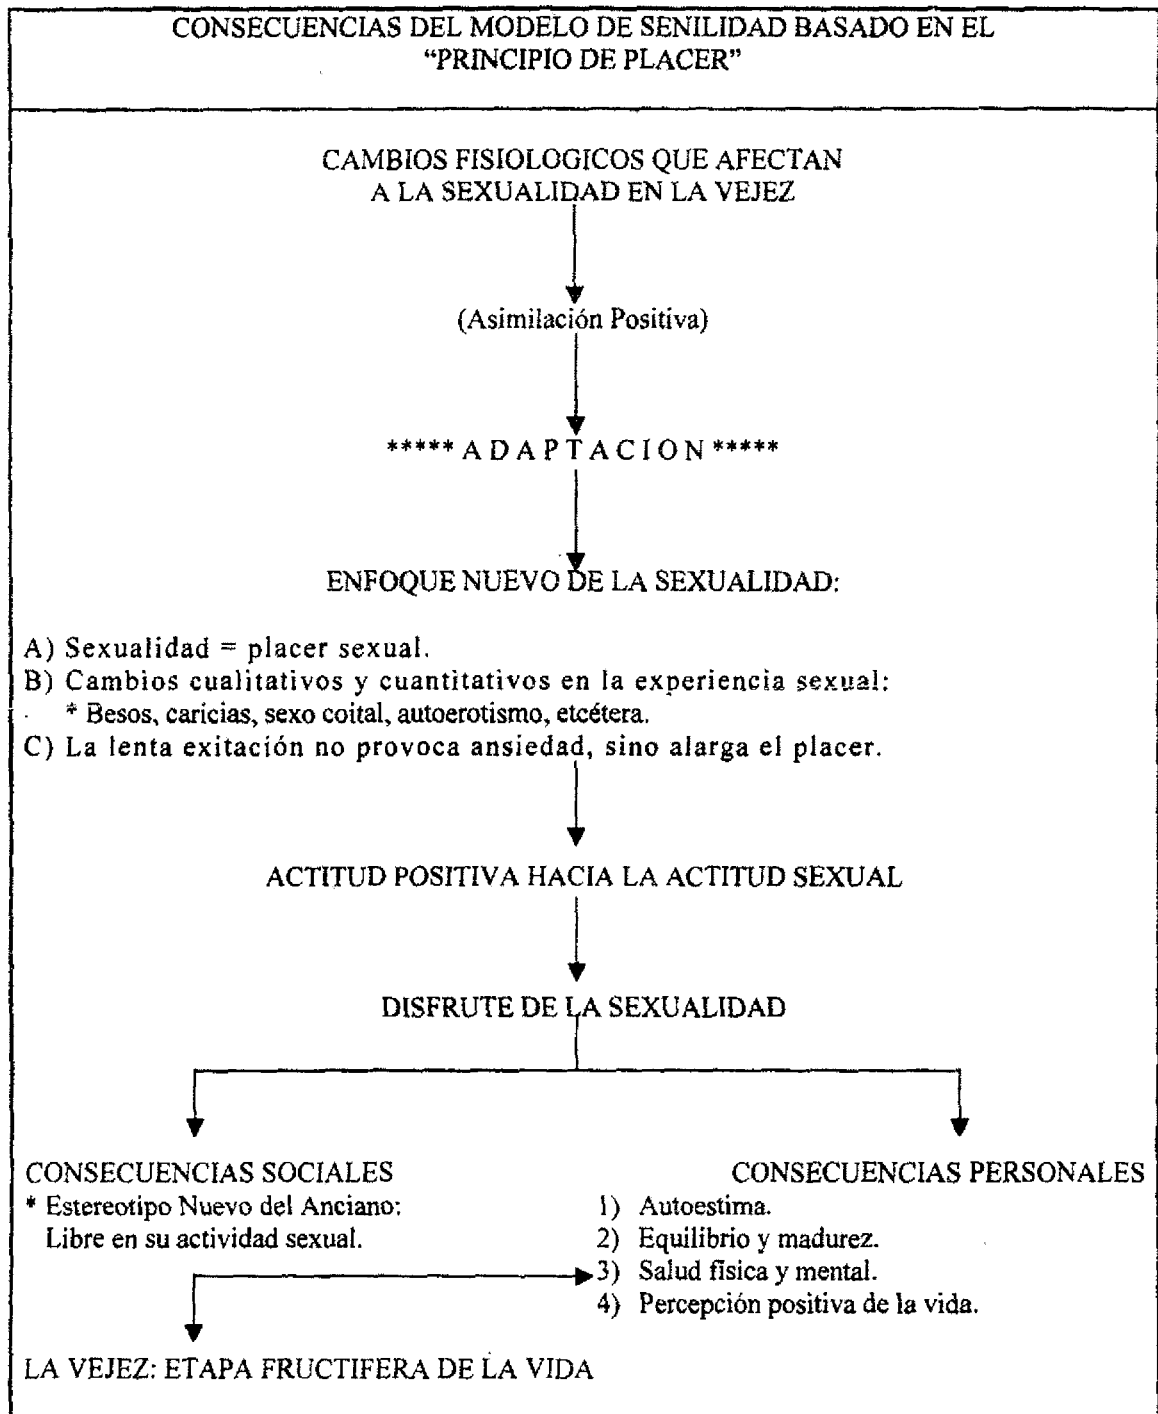 CONSECUENCIAS DEL MODELO DE SENILIDAD BASADO EN EL
“PRINCIPIO DE PLACER”
CAMBIOS FISIOLOGICOS QUE AFECTAN
A LA SEXUALIDAD EN LA VEJEZ
(Asimilación Positiva)
***** A D A P T A C I O N *****
ENFOQUE NUEVO DE LA SEXUALIDAD:
A) Sexualidad = placer sexual.
B) Cambios cualitativos y cuantitativos en la experiencia sexual:
* Besos, caricias, sexo coital, autoerotismo, etcétera.
C) La lenta exitación no provoca ansiedad, sino alarga el placer.
ACTITUD POSITIVA HACIA LA ACTITUD SEXUAL
DISFRUTE DE LA SEXUALIDAD
CONSECUENCIAS SOCIALES
* Estereotipo Nuevo del Anciano:
Libre en su actividad sexual.
CONSECUENCIAS PERSONALES
1) Autoestima.
2) Equilibrio y madurez.
3) Salud física y mental.
4) Percepción positiva de la vida.
LA VEJEZ: ETAPA FRUCTIFERA DE LA VIDA